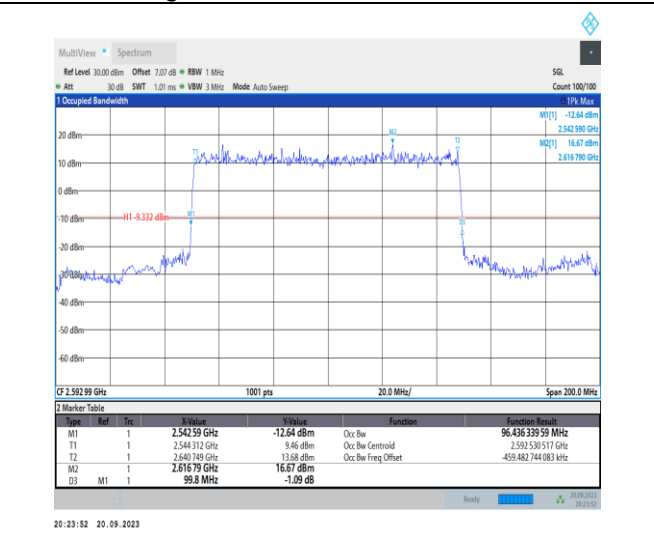 MultiView Spectrum
Ref Level 30.00 dBm Offset 7.07 dB RBW 1 MHz SGL
Att 30 dB SWT 1.01 ms VBW 3 MHz Mode Auto Sweep Count 100/100
1 Occupied Bandwidth 1Pk Max
M1[1] -12.64 dBm
2.542 590 GHz
M2[1] 16.67 dBm
2.616 790 GHz
20 dBm
M2
T2
T1
10 dBm
0 dBm
-10 dBm
H1 -9.332 dBm
M1
D3
-20 dBm
-30 dBm
-40 dBm
-50 dBm
-60 dBm
CF 2.592 99 GHz 1001 pts 20.0 MHz/ Span 200.0 MHz
2 Marker Table
Type Ref Trc X-Value Y-Value Function Function Result
M1 1 2.542 59 GHz -12.64 dBm Occ Bw 96.436 339 59 MHz
T1 1 2.544 312 GHz 9.46 dBm Occ Bw Centroid 2.592 530 517 GHz
T2 1 2.640 749 GHz 13.68 dBm Occ Bw Freq Offset -459.482 744 083 kHz
M2 1 2.616 79 GHz 16.67 dBm
D3 M1 1 99.8 MHz -1.09 dB
Ready 20.09.2023
20:23:52
20:23:52 20.09.2023